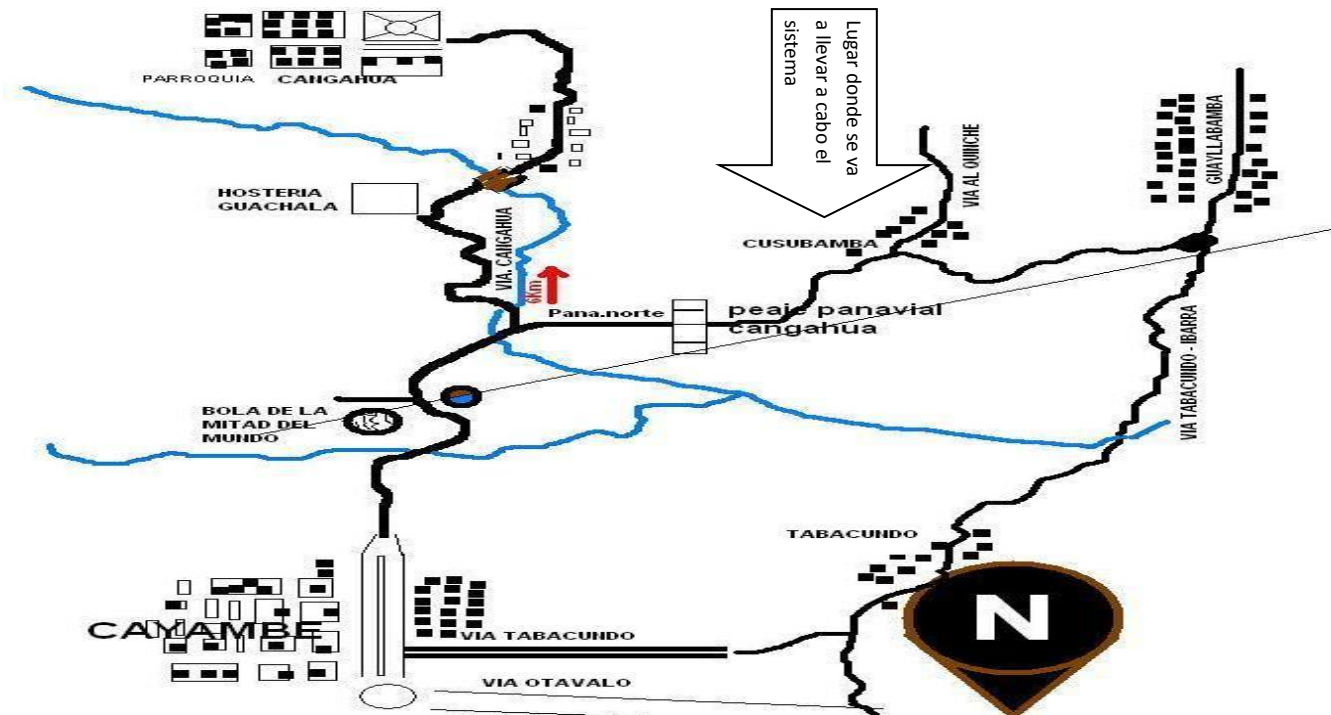 PARROQUIA CANGAHUA
Lugar donde se va
a llevar a cabo el
sistema
VIA AL QUINCHE
GUAYLLABAMBA
HOSTERIA
GUACHALA
VIA. CANGAHUA
6Km
CUSUBAMBA
Pana.norte
peaje panavial
cangahua
VIA TABACUNDO - IBARRA
BOLA DE LA
MITAD DEL
MUNDO
TABACUNDO
N
CAYAMBE
VIA TABACUNDO
VIA OTAVALO